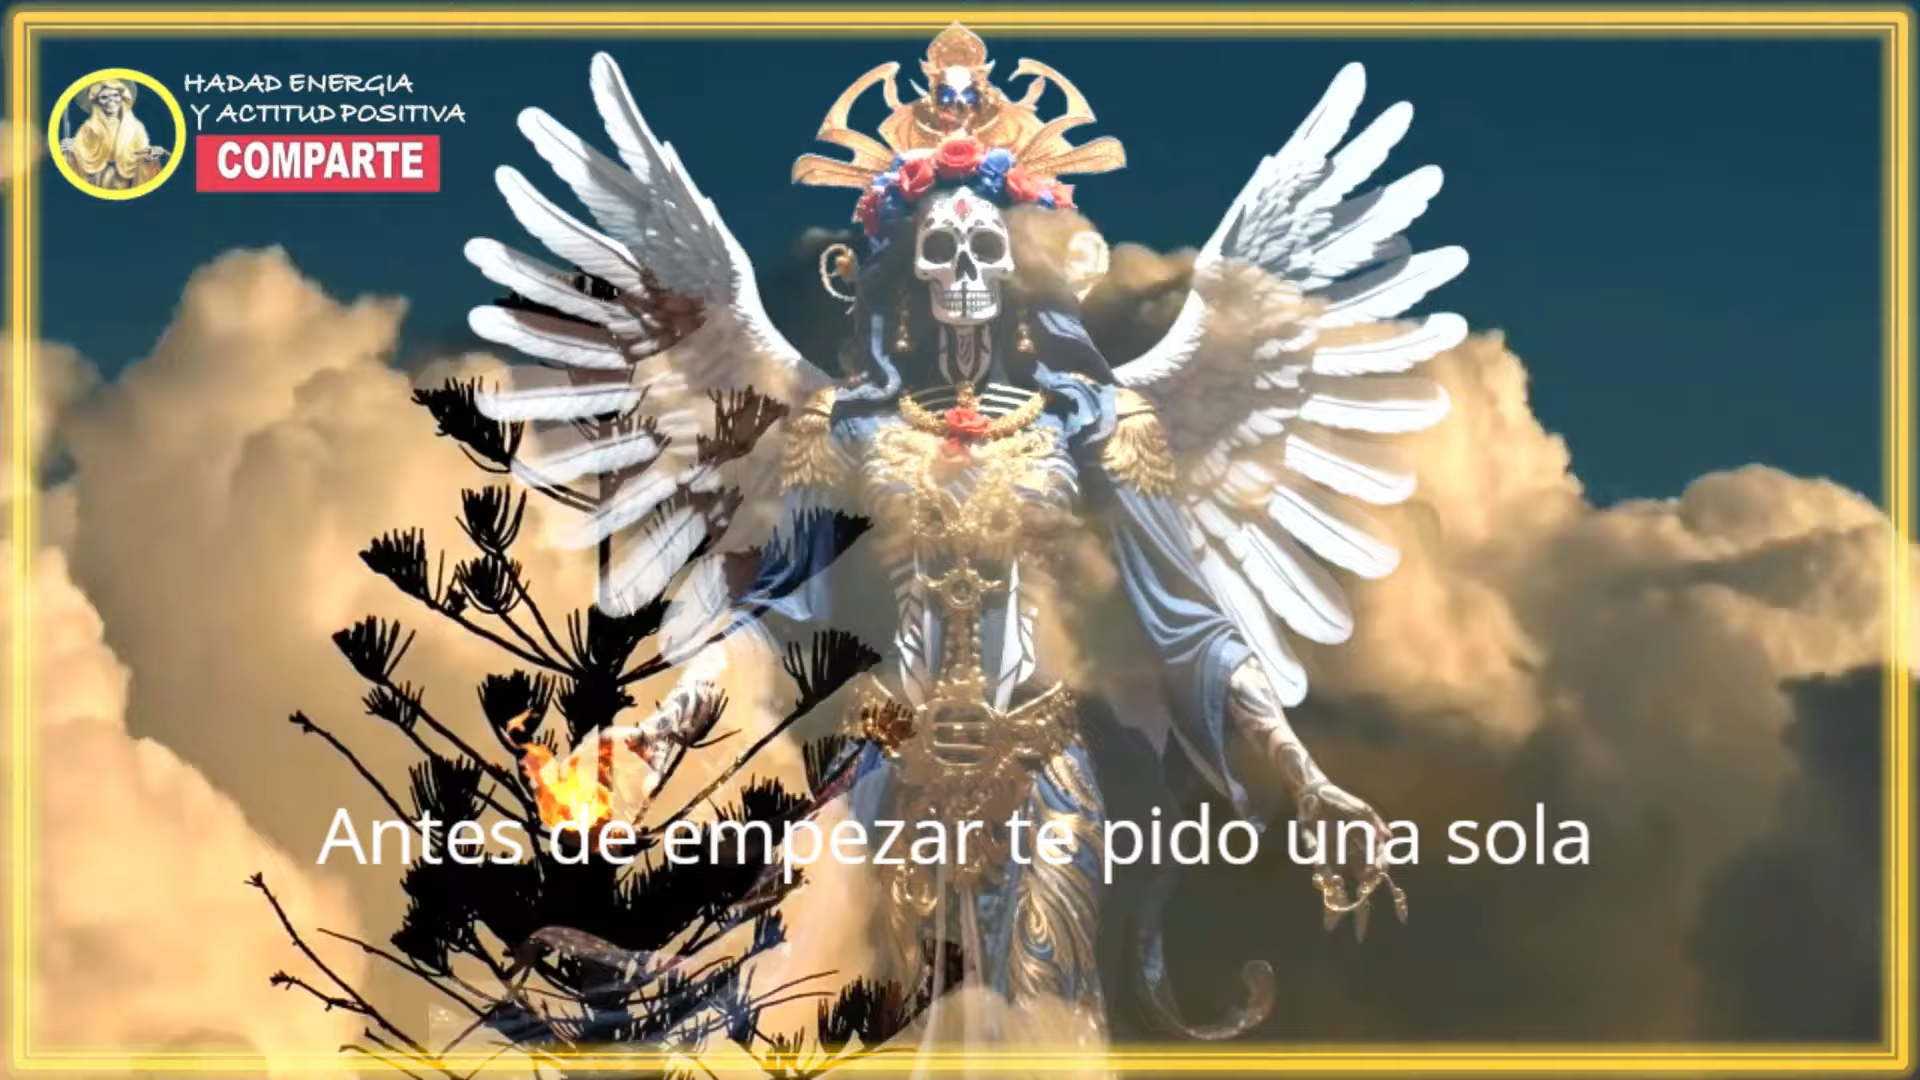 HADAD ENERGIA
Y ACTITUD POSITIVA
COMPARTE
Antes de empezar te pido una sola